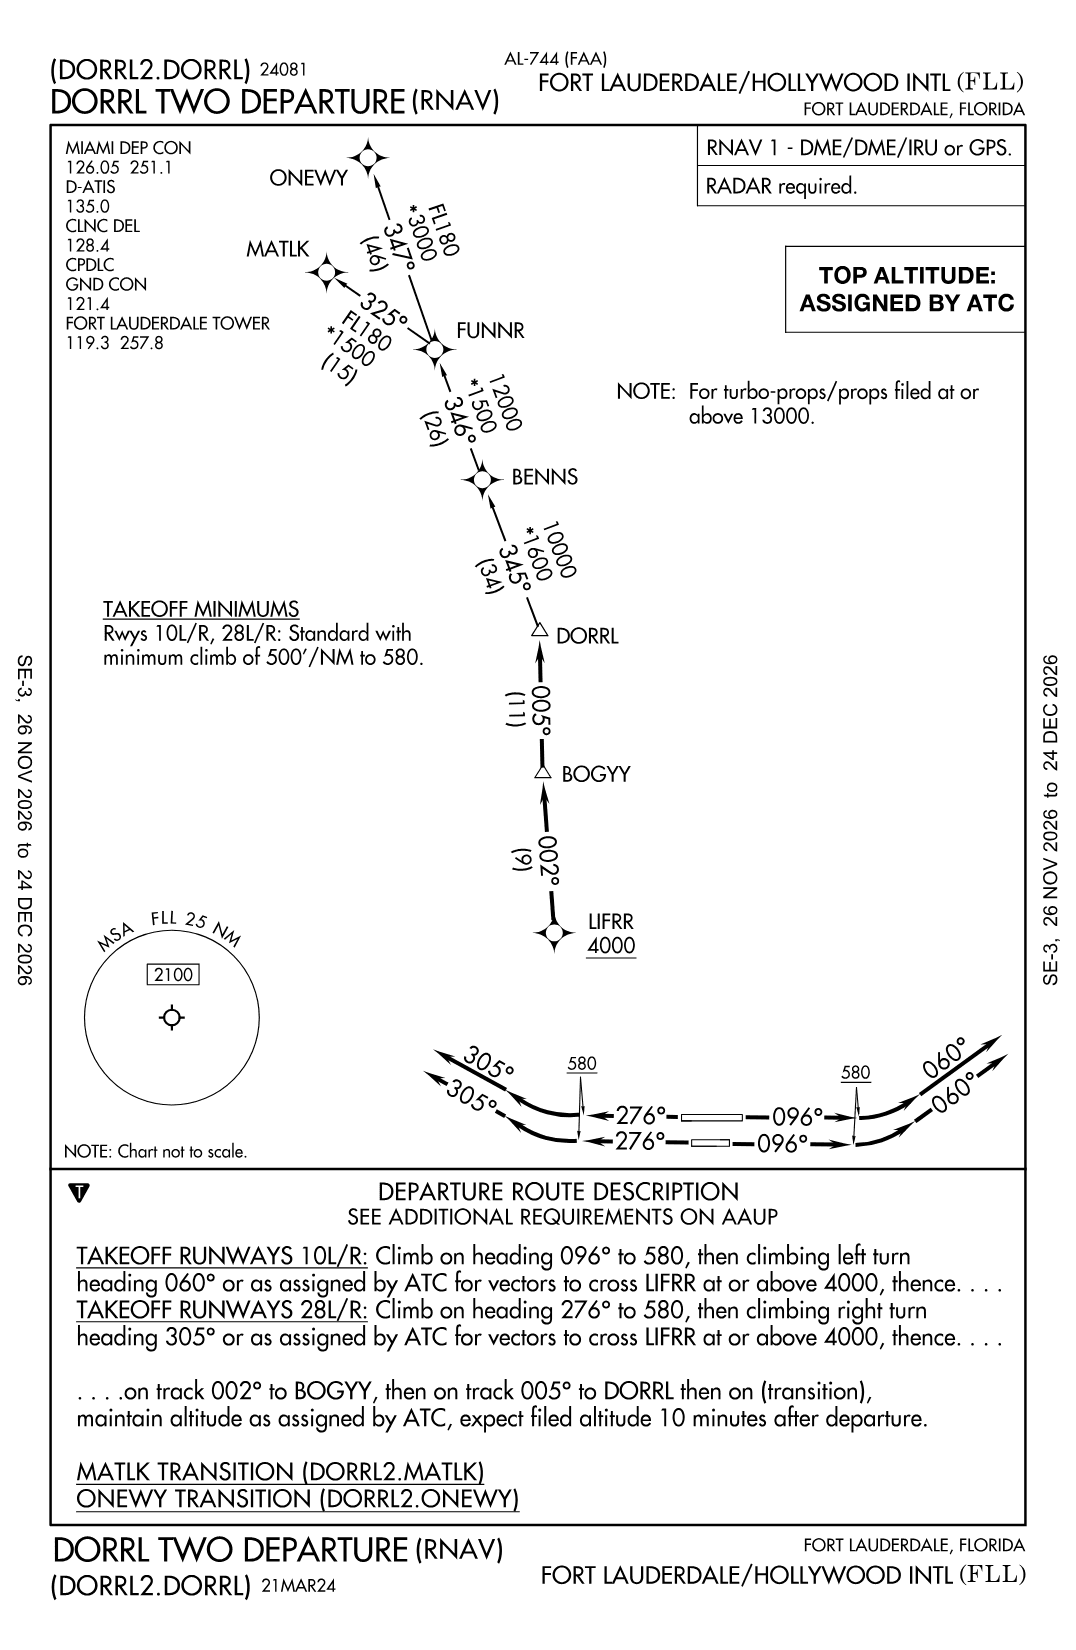 (DORRL2.DORRL) 24081
AL-744 (FAA)
DORRL TWO DEPARTURE (RNAV)
FORT LAUDERDALE/HOLLYWOOD INTL (FLL)
FORT LAUDERDALE, FLORIDA
MIAMI DEP CON
126.05 251.1
D-ATIS
135.0
CLNC DEL
128.4
CPDLC
GND CON
121.4
FORT LAUDERDALE TOWER
119.3 257.8
RNAV 1 - DME/DME/IRU or GPS.
RADAR required.
TOP ALTITUDE:
ASSIGNED BY ATC
NOTE: For turbo-props/props filed at or
above 13000.
ONEWY
FL180
*3000
347°
(46)
MATLK
325°
FL180
*1500
(15)
FUNNR
12000
*1500
346°
(26)
BENNS
10000
*1600
345°
(34)
TAKEOFF MINIMUMS
Rwys 10L/R, 28L/R: Standard with
minimum climb of 500'/NM to 580.
DORRL
005°
(11)
BOGYY
002°
(9)
LIFRR
4000
MSA FLL 25 NM
2100
305°
305°
580
276°
276°
096°
096°
580
060°
060°
NOTE: Chart not to scale.
SE-3, 26 NOV 2026 to 24 DEC 2026
SE-3, 26 NOV 2026 to 24 DEC 2026
T
DEPARTURE ROUTE DESCRIPTION
SEE ADDITIONAL REQUIREMENTS ON AAUP
TAKEOFF RUNWAYS 10L/R: Climb on heading 096° to 580, then climbing left turn
heading 060° or as assigned by ATC for vectors to cross LIFRR at or above 4000, thence. . . .
TAKEOFF RUNWAYS 28L/R: Climb on heading 276° to 580, then climbing right turn
heading 305° or as assigned by ATC for vectors to cross LIFRR at or above 4000, thence. . . .
. . . .on track 002° to BOGYY, then on track 005° to DORRL then on (transition),
maintain altitude as assigned by ATC, expect filed altitude 10 minutes after departure.
MATLK TRANSITION (DORRL2.MATLK)
ONEWY TRANSITION (DORRL2.ONEWY)
DORRL TWO DEPARTURE (RNAV)
(DORRL2.DORRL) 21MAR24
FORT LAUDERDALE, FLORIDA
FORT LAUDERDALE/HOLLYWOOD INTL (FLL)